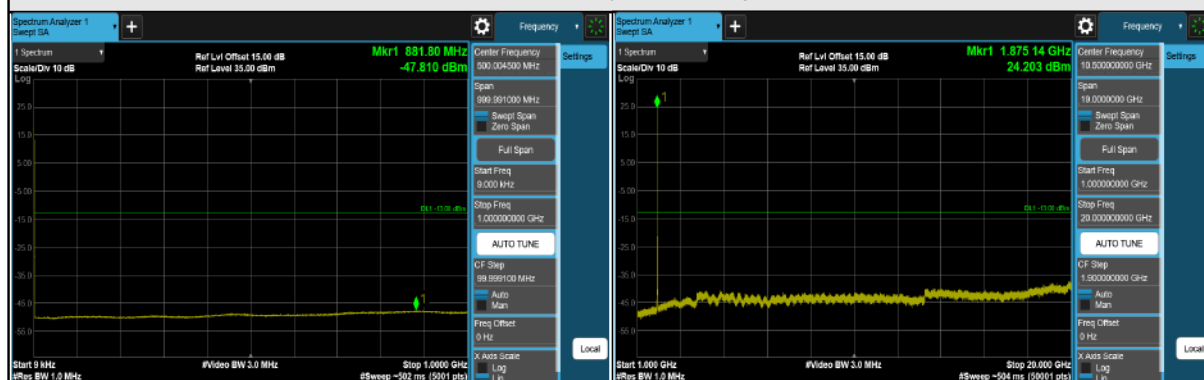 Spectrum Analyzer 1
Swept SA
+
Frequency
1 Spectrum
Scale/Div 10 dB
Log
Ref Lvl Offset 15.00 dB
Ref Level 35.00 dBm
Mkr1 881.80 MHz
-47.810 dBm
25.0
15.0
5.00
-5.00
-15.0
-25.0
-35.0
-45.0
-55.0
DL1 -13.00 dBm
1
Start 9 kHz
#Res BW 1.0 MHz
#Video BW 3.0 MHz
Stop 1.0000 GHz
#Sweep ~502 ms (5001 pts)
Center Frequency
500.004500 MHz
Settings
Span
999.991000 MHz
Swept Span
Zero Span
Full Span
Start Freq
9.000 kHz
Stop Freq
1.000000000 GHz
AUTO TUNE
CF Step
99.999100 MHz
Auto
Man
Freq Offset
0 Hz
X Axis Scale
Log
Lin
Local
Spectrum Analyzer 1
Swept SA
+
Frequency
1 Spectrum
Scale/Div 10 dB
Log
Ref Lvl Offset 15.00 dB
Ref Level 35.00 dBm
Mkr1 1.875 14 GHz
24.203 dBm
25.0
15.0
5.00
-5.00
-15.0
-25.0
-35.0
-45.0
-55.0
DL1 -13.00 dBm
1
Start 1.000 GHz
#Res BW 1.0 MHz
#Video BW 3.0 MHz
Stop 20.000 GHz
#Sweep ~504 ms (50001 pts)
Center Frequency
10.500000000 GHz
Settings
Span
19.0000000 GHz
Swept Span
Zero Span
Full Span
Start Freq
1.000000000 GHz
Stop Freq
20.000000000 GHz
AUTO TUNE
CF Step
1.900000000 GHz
Auto
Man
Freq Offset
0 Hz
X Axis Scale
Log
Lin
Local